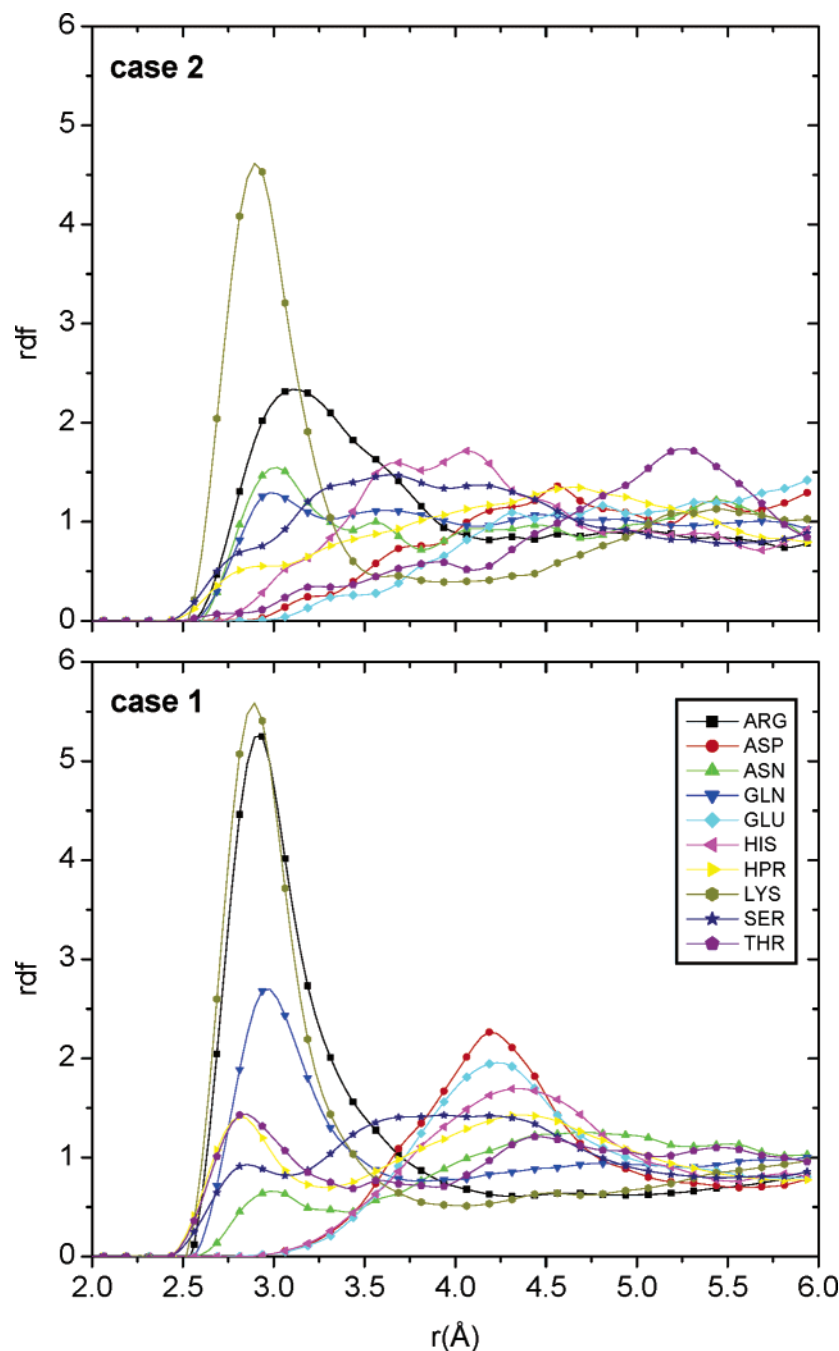 6
case 2
5
4
rdf
3
2
1
0
6
case 1
ARG
ASP
ASN
GLN
GLU
HIS
HPR
LYS
SER
THR
5
4
rdf
3
2
1
0
2.0 2.5 3.0 3.5 4.0 4.5 5.0 5.5 6.0
r(Å)